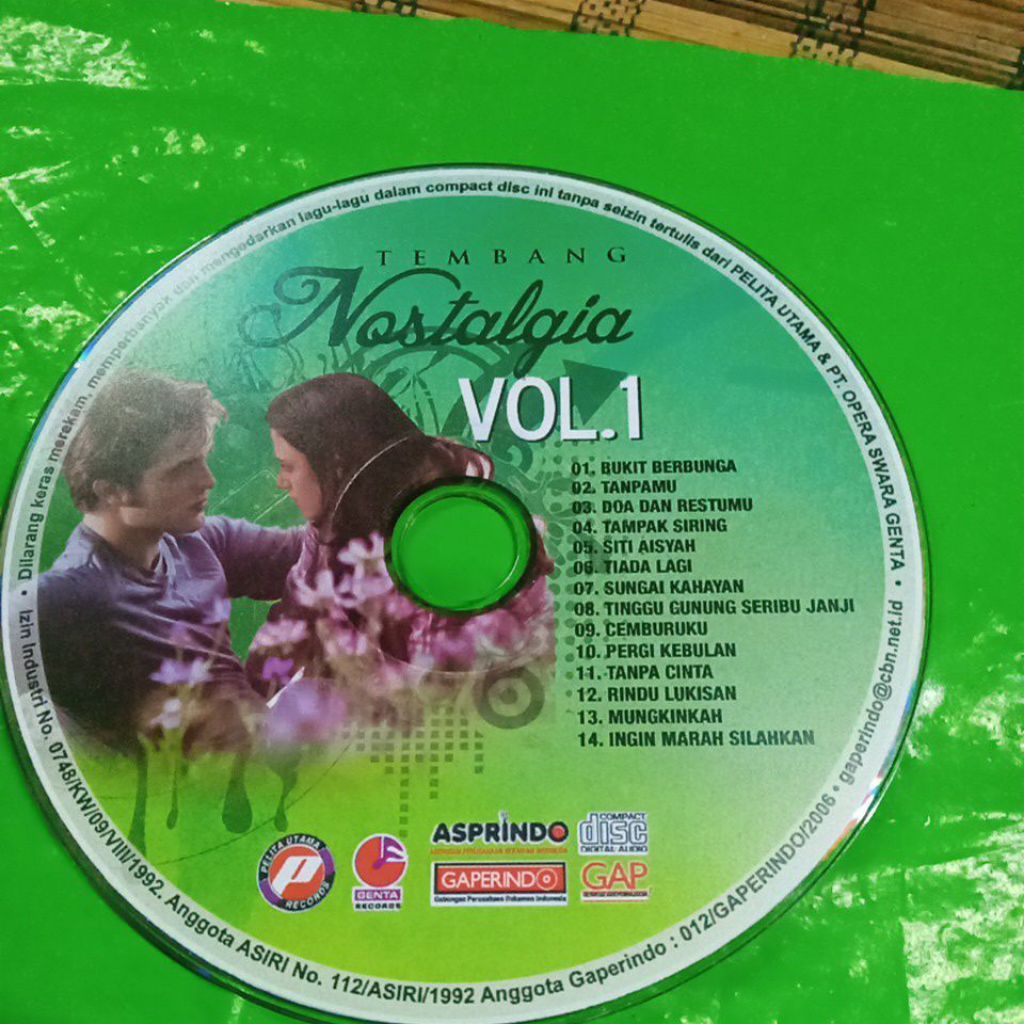 TEMBANG
Nostalgia
VOL.1
01. BUKIT BERBUNGA
02. TANPAMU
03. DOA DAN RESTUMU
04. TAMPAK SIRING
05. SITI AISYAH
06. TIADA LAGI
07. SUNGAI KAHAYAN
08. TINGGU GUNUNG SERIBU JANJI
09. CEMBURUKU
10. PERGI KEBULAN
11. TANPA CINTA
12. RINDU LUKISAN
13. MUNGKINKAH
14. INGIN MARAH SILAHKAN
PELITA UTAMA
P
RECORDS
GENTA
RECORDS
ASPRINDO
COMPACT
disc
DIGITAL AUDIO
GAPERINDO
Gabungan Perusahaan Rekaman Indonesia
GAP
• Dilarang keras merekam, memperbanyak dan mengedarkan lagu-lagu dalam compact disc ini tanpa seizin tertulis dari PELITA UTAMA & PT. OPERA SWARA GENTA •
Izin Industri No. 0748/KW/09/VIII/1992. Anggota ASIRI No. 112/ASIRI/1992 Anggota Gaperindo : 012/GAPERINDO/2006 • gaperindo@cbn.net.id